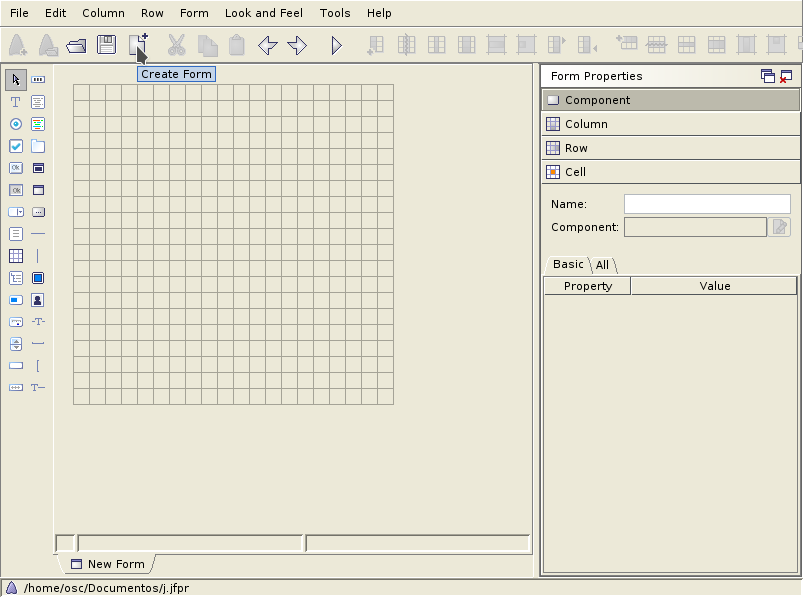 File Edit Column Row Form Look and Feel Tools Help
Create Form
Form Properties
Component
Column
Row
Cell
Name:
Component:
Basic All
Property Value
New Form
/home/osc/Documentos/j.jfpr